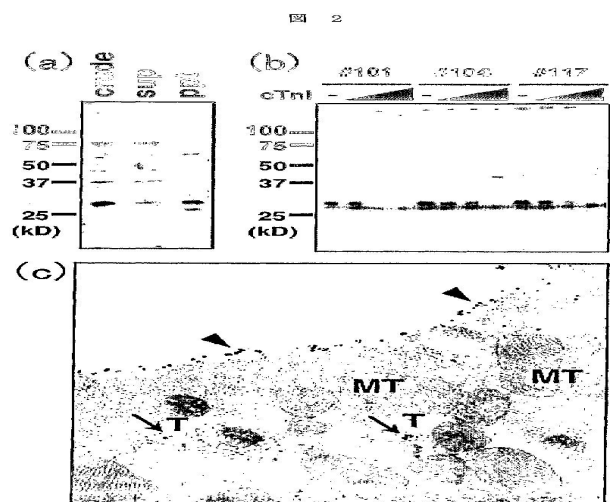 図 2
(a) crude sup ppt
100
75
50
37
25
(kD)
(b) #101 #104 #117
cTnI - - -
100
75
50
37
25
(kD)
(c)
MT
MT
T
T